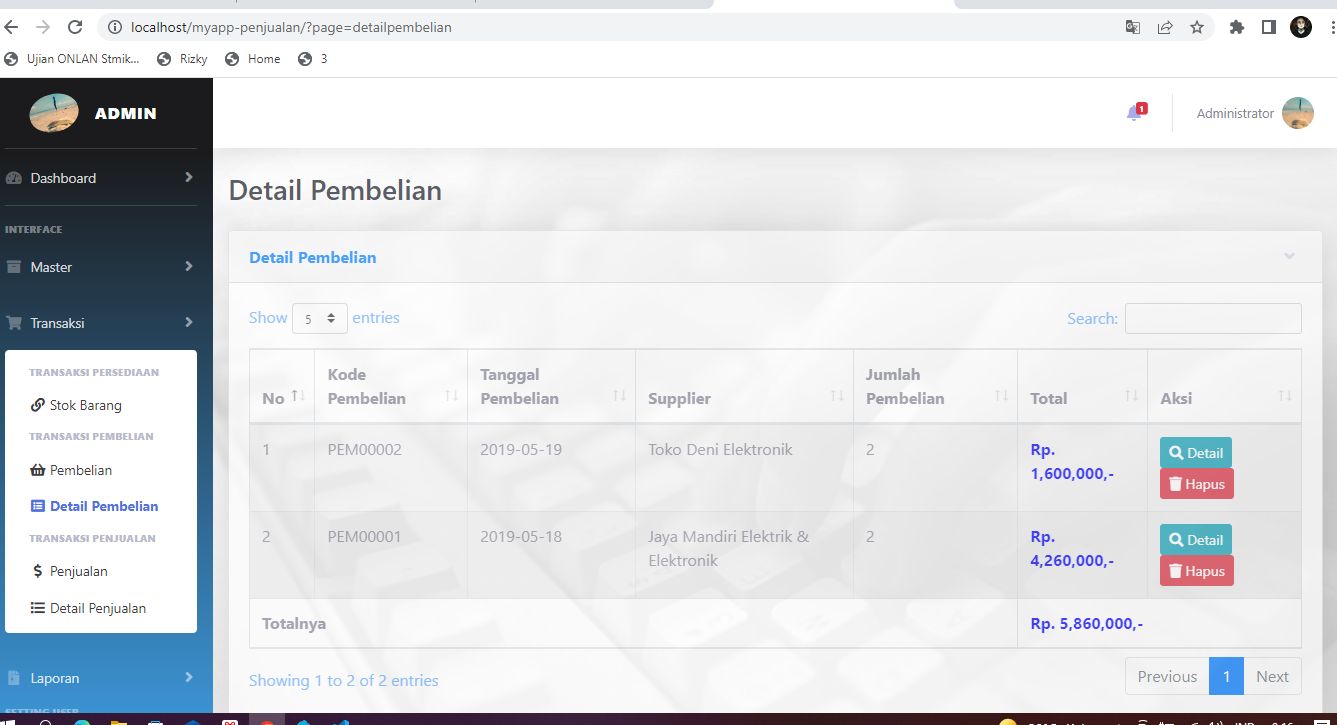 localhost/myapp-penjualan/?page=detailpembelian
Ujian ONLAN Stmik... Rizky Home 3
ADMIN
1
Administrator
Dashboard
INTERFACE
Master
Transaksi
TRANSAKSI PERSEDIAAN
Stok Barang
TRANSAKSI PEMBELIAN
Pembelian
Detail Pembelian
TRANSAKSI PENJUALAN
Penjualan
Detail Penjualan
Laporan
SETTING USER
Detail Pembelian
Detail Pembelian
Show 5 entries
Search:
No Kode Pembelian Tanggal Pembelian Supplier Jumlah Pembelian Total Aksi
1 PEM00002 2019-05-19 Toko Deni Elektronik 2 Rp. 1,600,000,- Detail Hapus
2 PEM00001 2019-05-18 Jaya Mandiri Elektrik & Elektronik 2 Rp. 4,260,000,- Detail Hapus
Totalnya Rp. 5,860,000,-
Showing 1 to 2 of 2 entries
Previous 1 Next